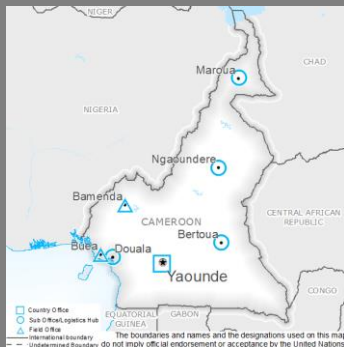 NIGER
Maroua
CHAD
NIGERIA
Ngaoundere
Bamenda
CAMEROON
CENTRAL AFRICAN
REPUBLIC
Bertoua
Buea
Douala
Yaounde
CONGO
EQUATORIAL
GUINEA
GABON
Country Office
Sub Office/Logistics Hub
Field Office
International boundary
Undetermined Boundary
The boundaries and names and the designations used on this map
do not imply official endorsement or acceptance by the United Nations